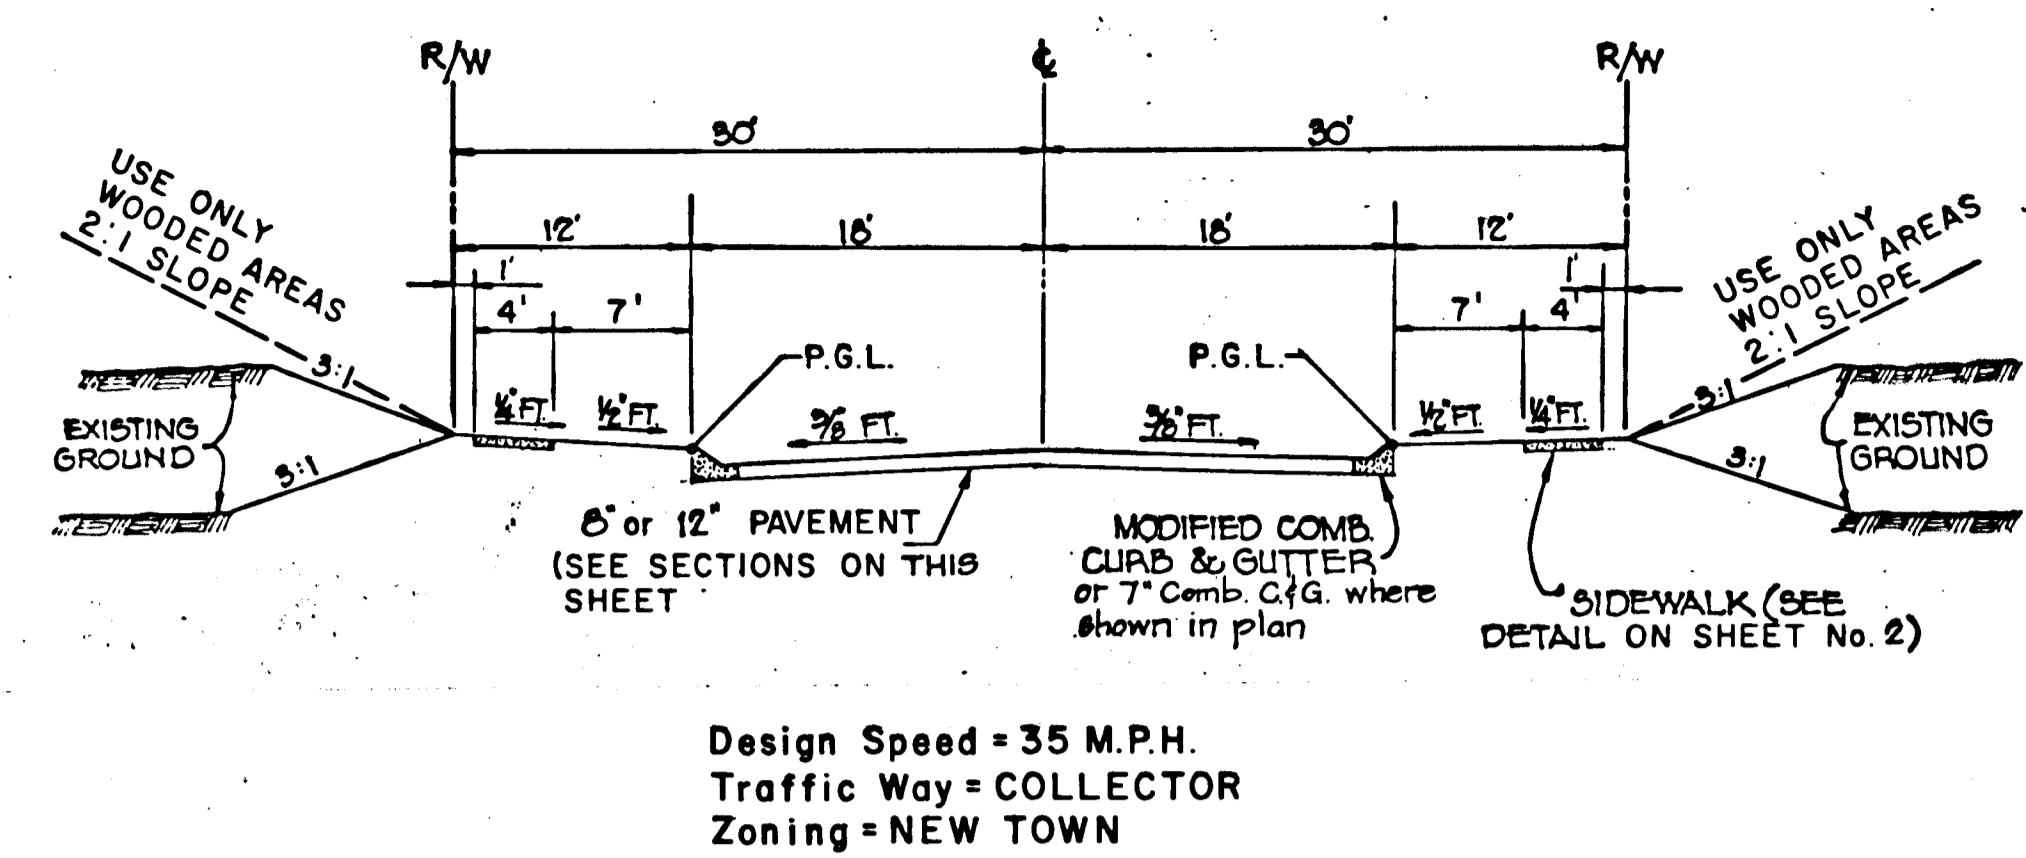 R/W
℄
R/W
30'
30'
USE ONLY
WOODED AREAS
2:1 SLOPE
12'
18'
18'
12'
USE ONLY
WOODED AREAS
2:1 SLOPE
1'
4'
7'
7'
4'
1'
P.G.L.
P.G.L.
3:1
3:1
1/4" FT.
1/2" FT.
3/8" FT.
3/8" FT.
1/2" FT.
1/4" FT.
EXISTING
GROUND
EXISTING
GROUND
3:1
3:1
8" or 12" PAVEMENT
(SEE SECTIONS ON THIS
SHEET
MODIFIED COMB.
CURB & GUTTER
or 7" Comb. C.&G. where
shown in plan
SIDEWALK (SEE
DETAIL ON SHEET No. 2)
Design Speed = 35 M.P.H.
Traffic Way = COLLECTOR
Zoning = NEW TOWN